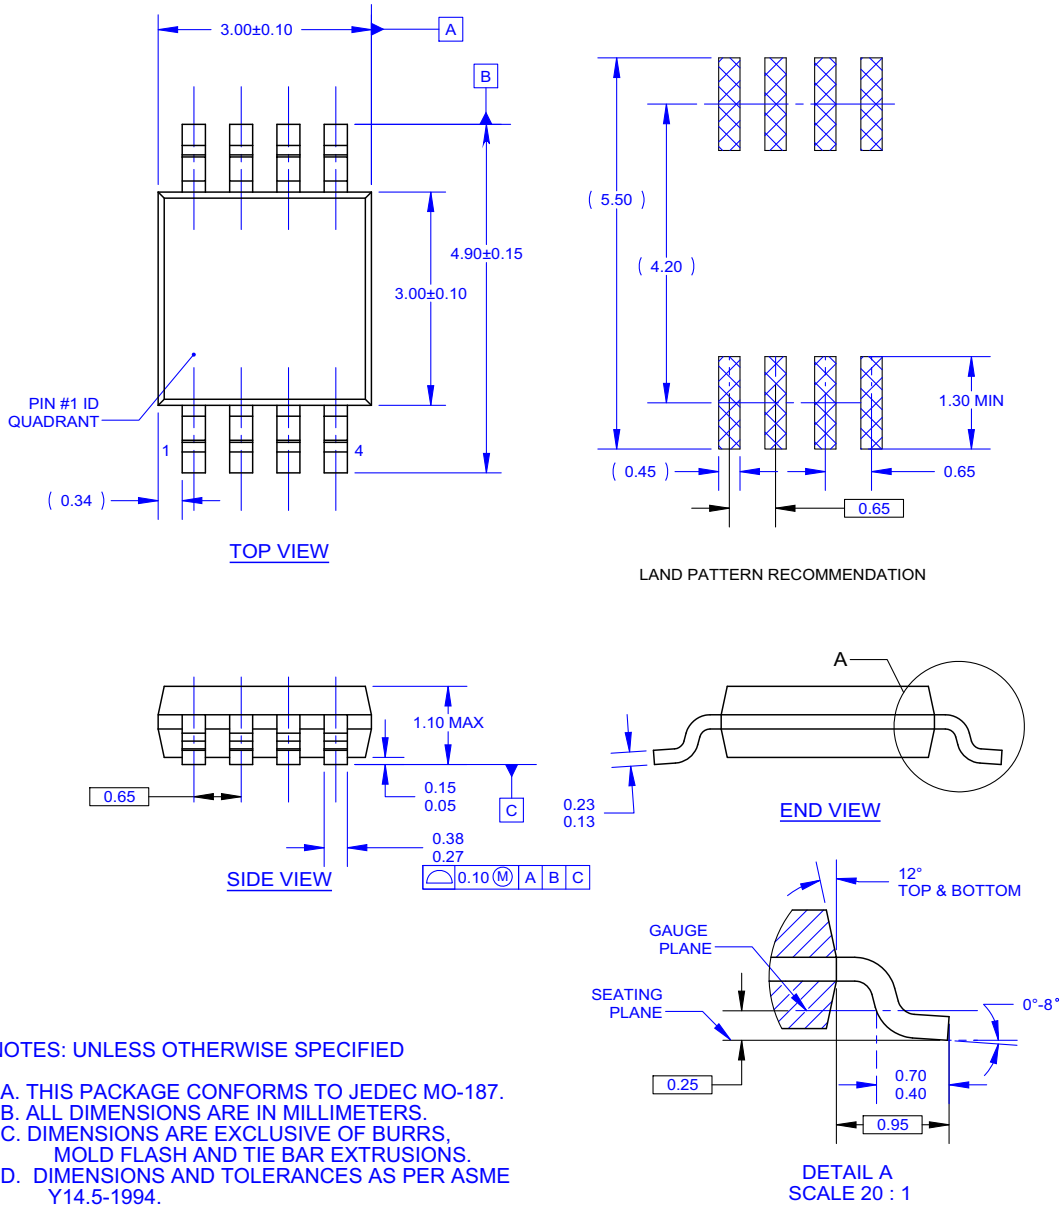 3.00±0.10
A
B
4.90±0.15
3.00±0.10
PIN #1 ID
QUADRANT
1
4
( 0.34 )
TOP VIEW
( 5.50 )
( 4.20 )
1.30 MIN
( 0.45 )
0.65
0.65
LAND PATTERN RECOMMENDATION
1.10 MAX
0.15
0.05
0.65
C
0.38
0.27
0.10 Ⓜ A B C
SIDE VIEW
A
0.23
0.13
END VIEW
12°
TOP & BOTTOM
GAUGE
PLANE
SEATING
PLANE
0°-8°
0.25
0.70
0.40
0.95
DETAIL A
SCALE 20 : 1
NOTES: UNLESS OTHERWISE SPECIFIED
A. THIS PACKAGE CONFORMS TO JEDEC MO-187.
B. ALL DIMENSIONS ARE IN MILLIMETERS.
C. DIMENSIONS ARE EXCLUSIVE OF BURRS,
MOLD FLASH AND TIE BAR EXTRUSIONS.
D. DIMENSIONS AND TOLERANCES AS PER ASME
Y14.5-1994.